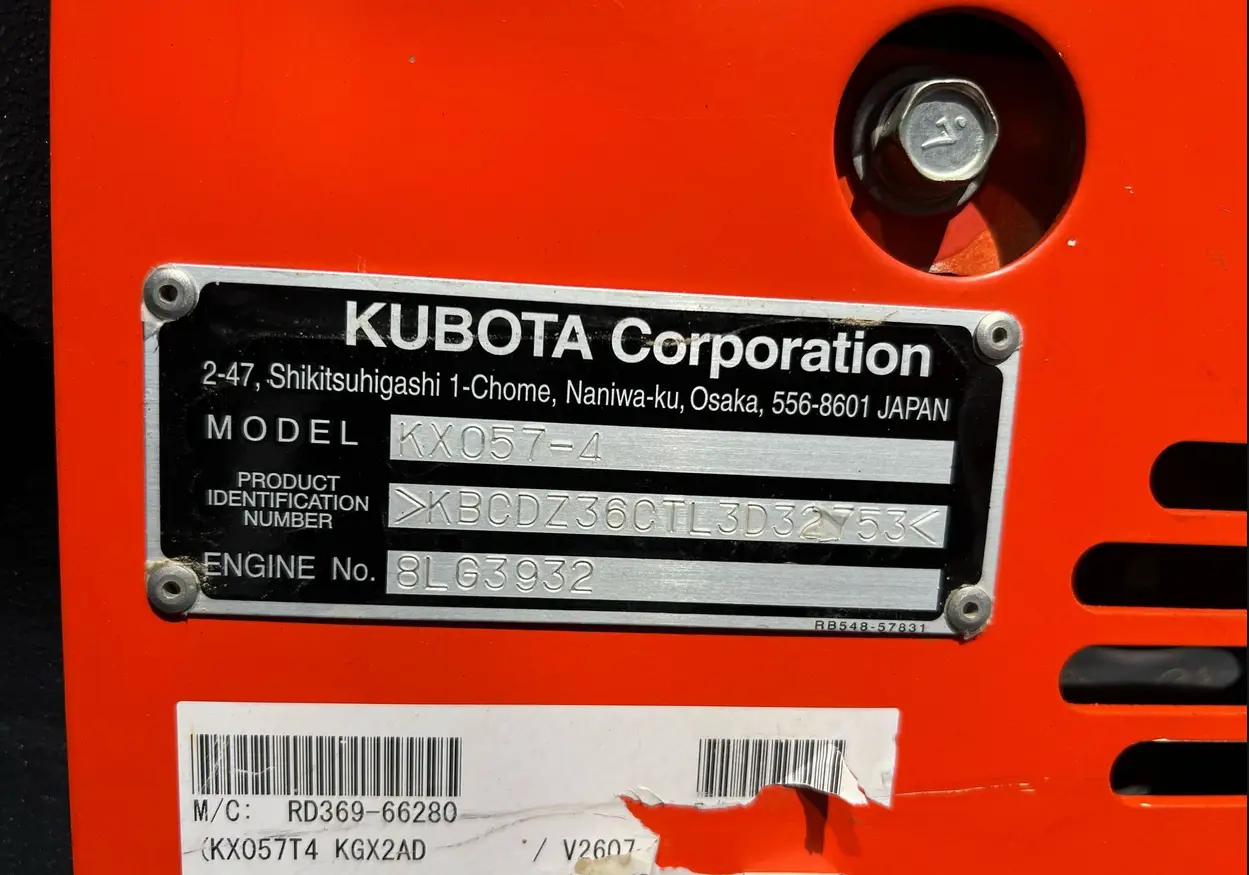 KUBOTA Corporation
2-47, Shikitsuhigashi 1-Chome, Naniwa-ku, Osaka, 556-8601 JAPAN
MODEL KX057-4
PRODUCT
IDENTIFICATION
NUMBER
>KBCDZ36CTL3D32753<
ENGINE No. 8LG3932
RB548-57831
M/C: RD369-66280
(KX057T4 KGX2AD / V2607-